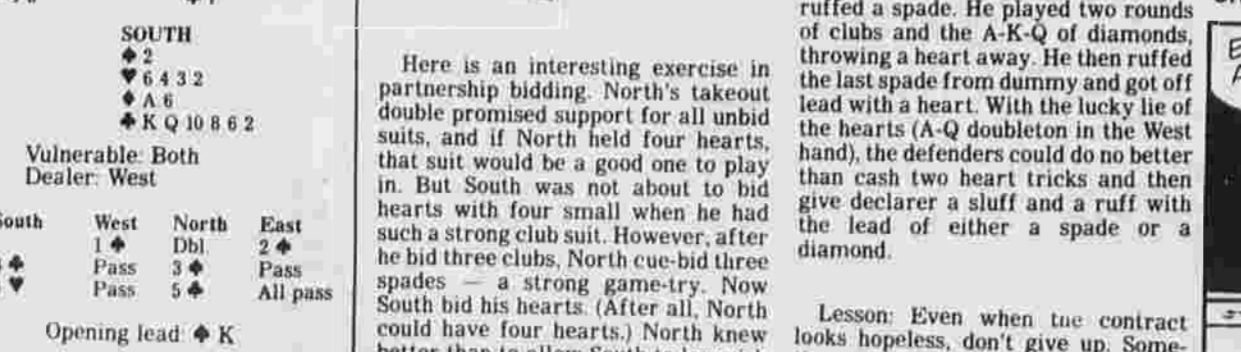 SOUTH
♠ 2
♥ 6 4 3 2
♦ A 6
♣ K Q 10 8 6 2
Vulnerable: Both
Dealer: West
South West North East
1 ♠ Dbl 2 ♠
♣ Pass 3 ♠ Pass
♥ Pass 5 ♣ All pass
Opening lead: ♠ K
Here is an interesting exercise in
partnership bidding. North's takeout
double promised support for all unbid
suits, and if North held four hearts,
that suit would be a good one to play
in. But South was not about to bid
hearts with four small when he had
such a strong club suit. However, after
he bid three clubs, North cue-bid three
spades — a strong game-try. Now
South bid his hearts. (After all, North
could have four hearts.) North knew
better than to allow South to
ruffed a spade. He played two rounds
of clubs and the A-K-Q of diamonds,
throwing a heart away. He then ruffed
the last spade from dummy and got off
lead with a heart. With the lucky lie of
the hearts (A-Q doubleton in the West
hand), the defenders could do no better
than cash two heart tricks and then
give declarer a sluff and a ruff with
the lead of either a spade or a
diamond.
Lesson: Even when the contract
looks hopeless, don't give up. Some-